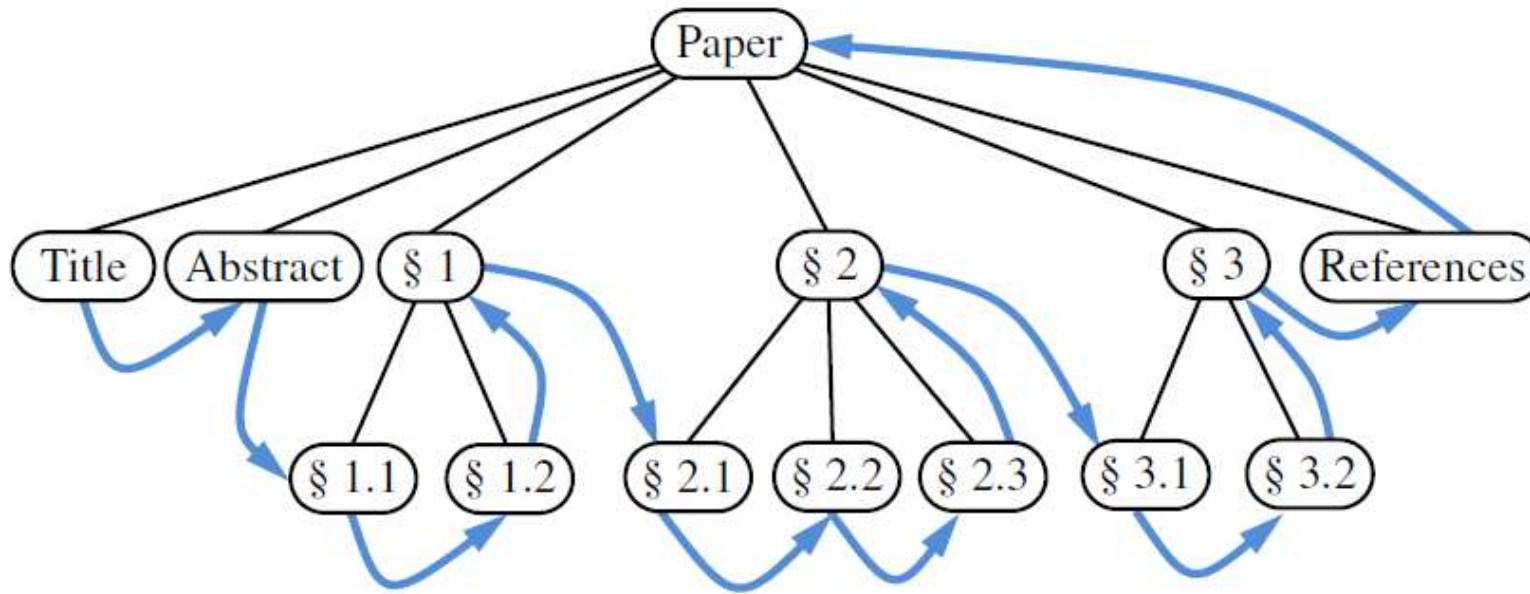 Paper
Title Abstract § 1 § 2 § 3 References
§ 1.1 § 1.2 § 2.1 § 2.2 § 2.3 § 3.1 § 3.2